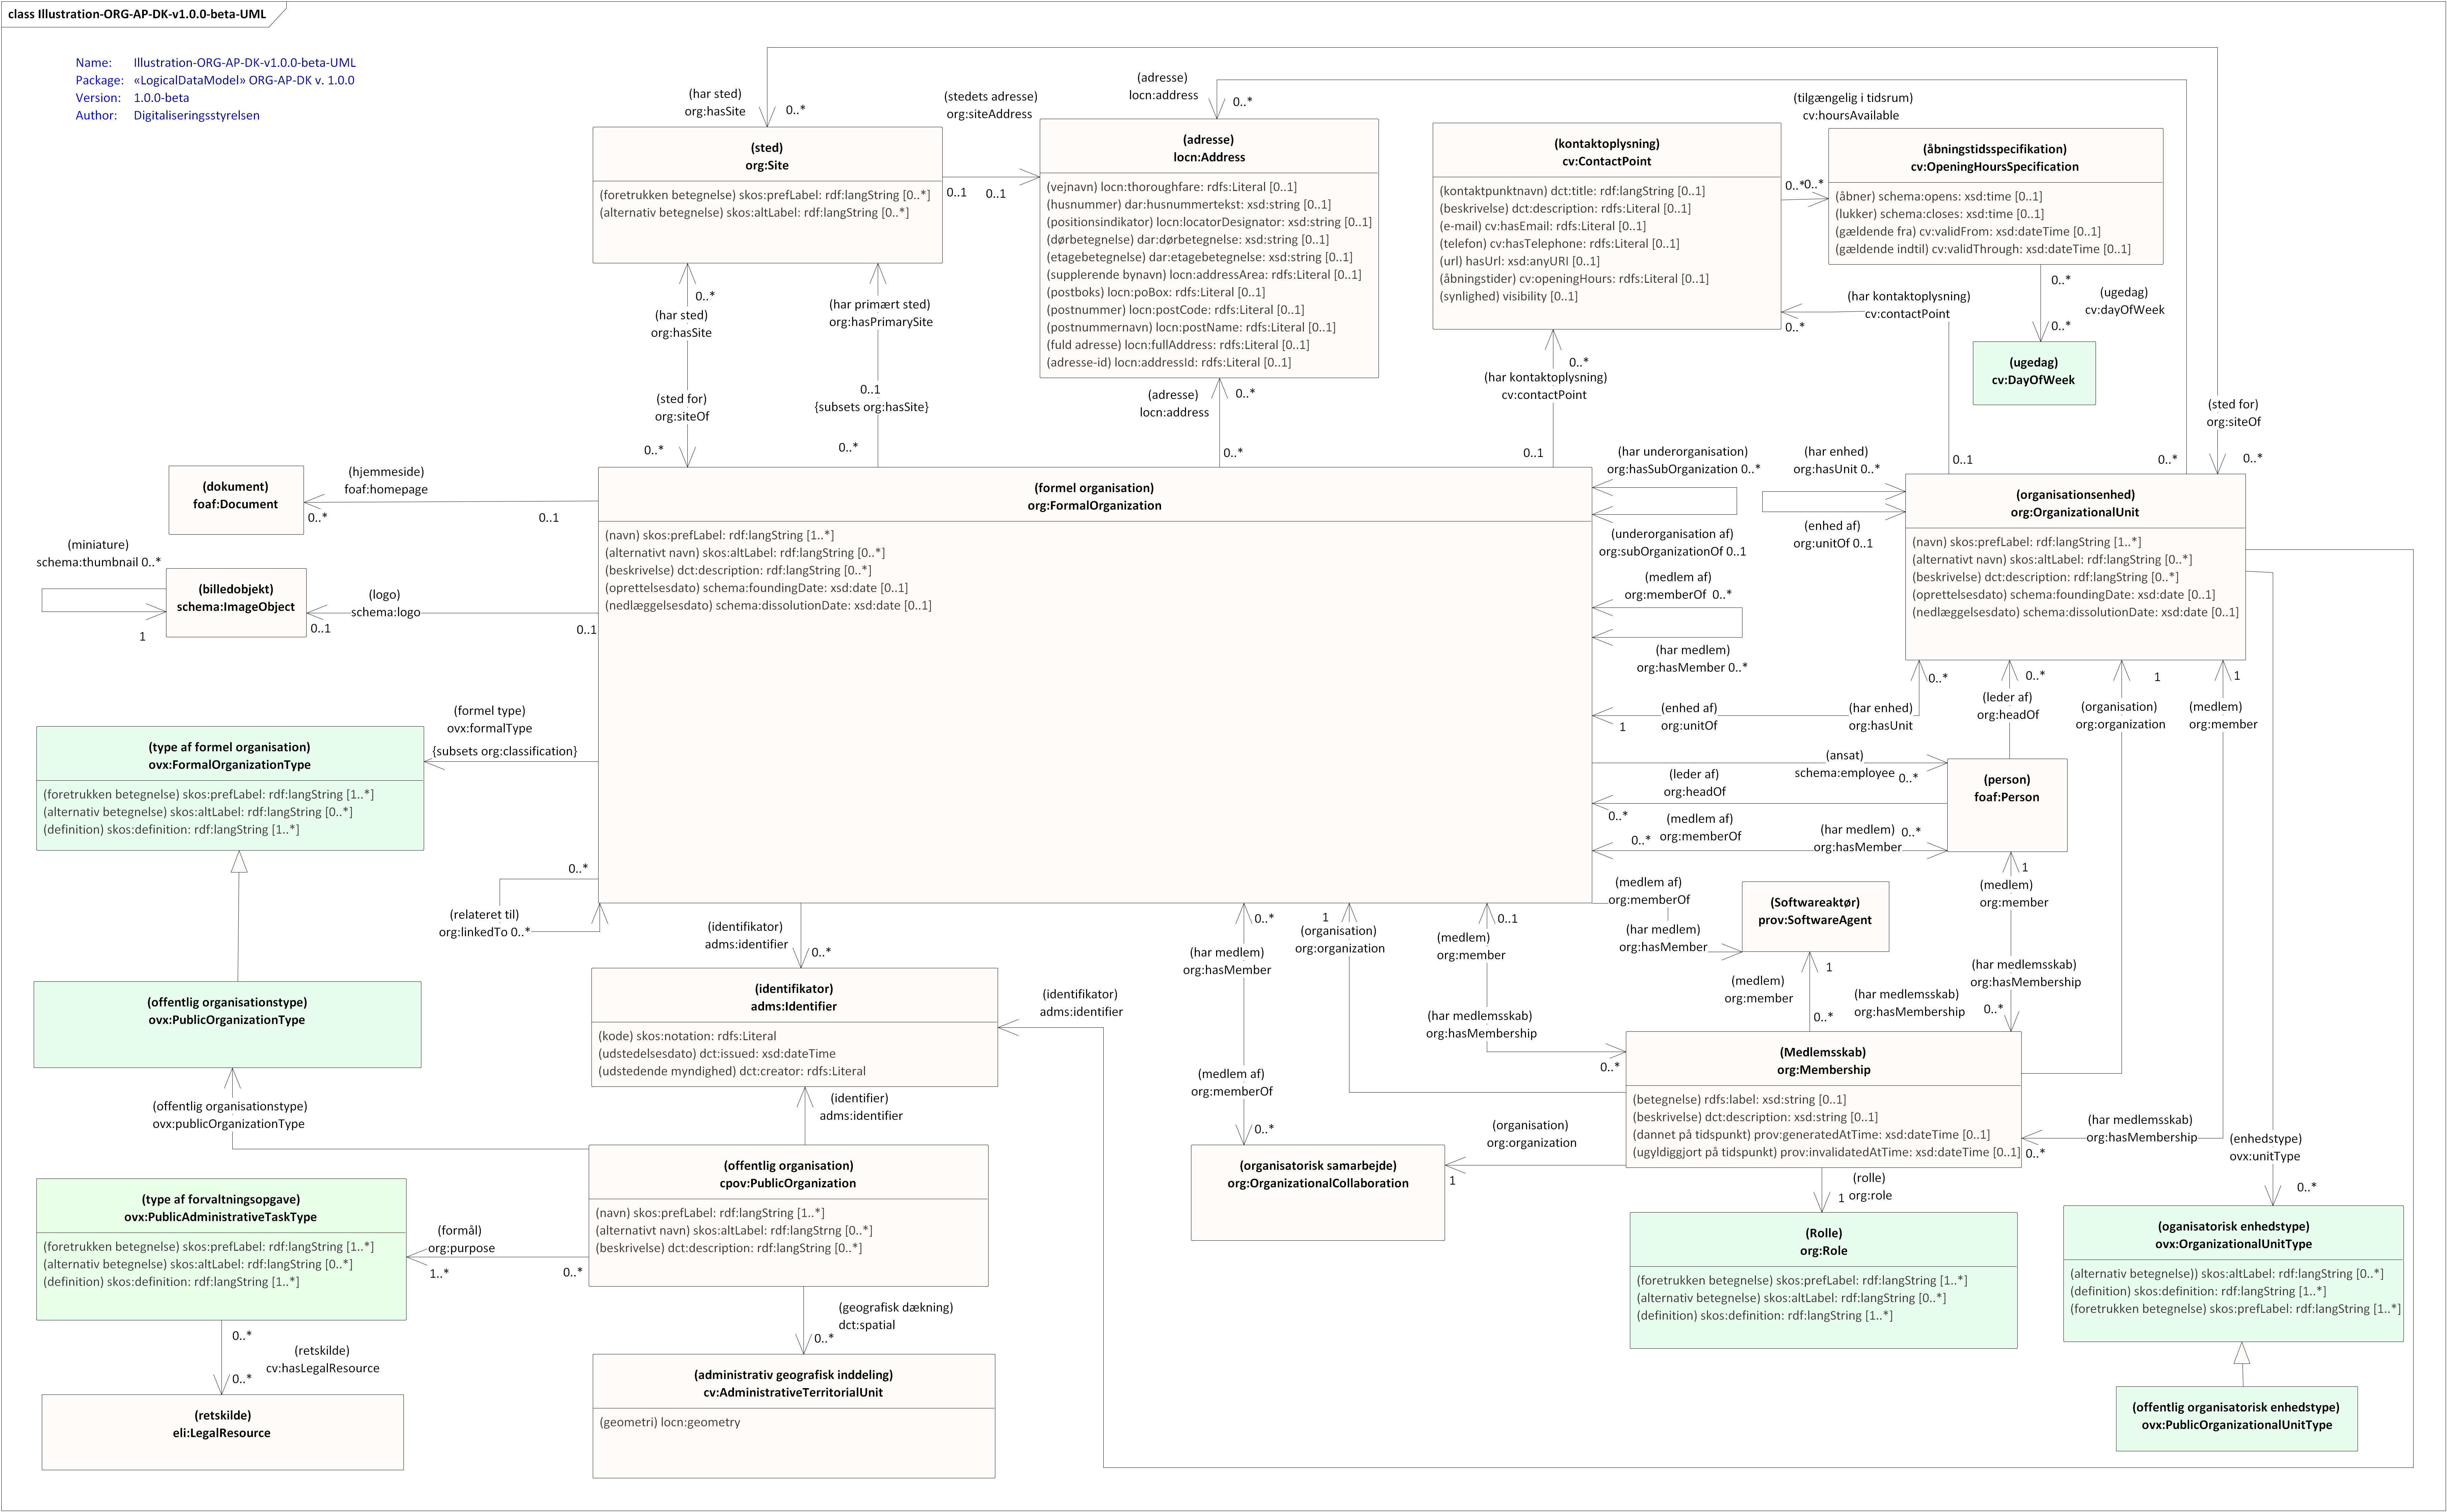 class Illustration-ORG-AP-DK-v1.0.0-beta-UML
Name: Illustration-ORG-AP-DK-v1.0.0-beta-UML
Package: «LogicalDataModel» ORG-AP-DK v. 1.0.0
Version: 1.0.0-beta
Author: Digitaliseringsstyrelsen
(har sted)
org:hasSite
0..*
(sted)
org:Site
(foretrukken betegnelse) skos:prefLabel: rdf:langString [0..*]
(alternativ betegnelse) skos:altLabel: rdf:langString [0..*]
(stedets adresse)
org:siteAddress
0..1
0..1
(adresse)
locn:address
0..*
(adresse)
locn:Address
(vejnavn) locn:thoroughfare: rdfs:Literal [0..1]
(husnummer) dar:husnummertekst: xsd:string [0..1]
(positionsindikator) locn:locatorDesignator: xsd:string [0..1]
(dørbetegnelse) dar:dørbetegnelse: xsd:string [0..1]
(etagebetegnelse) dar:etagebetegnelse: xsd:string [0..1]
(supplerende bynavn) locn:addressArea: rdfs:Literal [0..1]
(postboks) locn:poBox: rdfs:Literal [0..1]
(postnummer) locn:postCode: rdfs:Literal [0..1]
(postnummernavn) locn:postName: rdfs:Literal [0..1]
(fuld adresse) locn:fullAddress: rdfs:Literal [0..1]
(adresse-id) locn:addressId: rdfs:Literal [0..1]
(kontaktoplysning)
cv:ContactPoint
(kontaktpunktnavn) dct:title: rdf:langString [0..1]
(beskrivelse) dct:description: rdfs:Literal [0..1]
(e-mail) cv:hasEmail: rdfs:Literal [0..1]
(telefon) cv:hasTelephone: rdfs:Literal [0..1]
(url) hasUrl: xsd:anyURI [0..1]
(åbningstider) cv:openingHours: rdfs:Literal [0..1]
(synlighed) visibility [0..1]
(tilgængelig i tidsrum)
cv:hoursAvailable
0..*
0..*
(åbningstidsspecifikation)
cv:OpeningHoursSpecification
(åbner) schema:opens: xsd:time [0..1]
(lukker) schema:closes: xsd:time [0..1]
(gældende fra) cv:validFrom: xsd:dateTime [0..1]
(gældende indtil) cv:validThrough: xsd:dateTime [0..1]
0..*
(ugedag)
cv:dayOfWeek
0..*
(ugedag)
cv:DayOfWeek
(har kontaktoplysning)
cv:contactPoint
0..*
0..1
0..*
(har sted)
org:hasSite
(sted for)
org:siteOf
0..*
(har primært sted)
org:hasPrimarySite
0..1
{subsets org:hasSite}
0..*
(adresse)
locn:address
0..*
0..*
0..*
(har kontaktoplysning)
cv:contactPoint
0..1
0..*
(sted for)
org:siteOf
0..*
(dokument)
foaf:Document
(hjemmeside)
foaf:homepage
0..*
0..1
(miniature)
schema:thumbnail 0..*
1
(billedobjekt)
schema:ImageObject
(logo)
schema:logo
0..1
0..1
(formel organisation)
org:FormalOrganization
(navn) skos:prefLabel: rdf:langString [1..*]
(alternativt navn) skos:altLabel: rdf:langString [0..*]
(beskrivelse) dct:description: rdf:langString [0..*]
(oprettelsesdato) schema:foundingDate: xsd:date [0..1]
(nedlæggelsesdato) schema:dissolutionDate: xsd:date [0..1]
(har underorganisation)
org:hasSubOrganization 0..*
(underorganisation af)
org:subOrganizationOf 0..1
(medlem af)
org:memberOf 0..*
(har medlem)
org:hasMember 0..*
(har enhed)
org:hasUnit 0..*
(enhed af)
org:unitOf 0..1
(organisationsenhed)
org:OrganizationalUnit
(navn) skos:prefLabel: rdf:langString [1..*]
(alternativt navn) skos:altLabel: rdf:langString [0..*]
(beskrivelse) dct:description: rdf:langString [0..*]
(oprettelsesdato) schema:foundingDate: xsd:date [0..1]
(nedlæggelsesdato) schema:dissolutionDate: xsd:date [0..1]
(enhed af)
org:unitOf
1
(har enhed)
org:hasUnit
0..*
(leder af)
org:headOf
0..*
(organisation)
org:organization
1
(medlem)
org:member
1
(ansat)
schema:employee
0..*
(leder af)
org:headOf
0..*
(medlem af)
org:memberOf
0..*
(har medlem)
org:hasMember
0..*
(person)
foaf:Person
(formel type)
ovx:formalType
{subsets org:classification}
(type af formel organisation)
ovx:FormalOrganizationType
(foretrukken betegnelse) skos:prefLabel: rdf:langString [1..*]
(alternativ betegnelse) skos:altLabel: rdf:langString [0..*]
(definition) skos:definition: rdf:langString [1..*]
0..*
(relateret til)
org:linkedTo 0..*
(identifikator)
adms:identifier
0..*
0..*
(har medlem)
org:hasMember
(medlem af)
org:memberOf
0..*
1
(organisation)
org:organization
0..1
(medlem)
org:member
(har medlemsskab)
org:hasMembership
0..*
(medlem af)
org:memberOf
(har medlem)
org:hasMember
(Softwareaktør)
prov:SoftwareAgent
1
(medlem)
org:member
0..*
1
(medlem)
org:member
(har medlemsskab)
org:hasMembership
0..*
(har medlemsskab)
org:hasMembership
(offentlig organisationstype)
ovx:PublicOrganizationType
(identifikator)
adms:Identifier
(kode) skos:notation: rdfs:Literal
(udstedelsesdato) dct:issued: xsd:dateTime
(udstedende myndighed) dct:creator: rdfs:Literal
(identifikator)
adms:identifier
(Medlemsskab)
org:Membership
(betegnelse) rdfs:label: xsd:string [0..1]
(beskrivelse) dct:description: xsd:string [0..1]
(dannet på tidspunkt) prov:generatedAtTime: xsd:dateTime [0..1]
(ugyldiggjort på tidspunkt) prov:invalidatedAtTime: xsd:dateTime [0..1]
(har medlemsskab)
org:hasMembership
0..*
(offentlig organisationstype)
ovx:publicOrganizationType
(identifier)
adms:identifier
(organisation)
org:organization
1
(organisatorisk samarbejde)
org:OrganizationalCollaboration
(enhedstype)
ovx:unitType
0..*
(offentlig organisation)
cpov:PublicOrganization
(navn) skos:prefLabel: rdf:langString [1..*]
(alternativt navn) skos:altLabel: rdf:langString [0..*]
(beskrivelse) dct:description: rdf:langString [0..*]
(type af forvaltningsopgave)
ovx:PublicAdministrativeTaskType
(foretrukken betegnelse) skos:prefLabel: rdf:langString [1..*]
(alternativ betegnelse) skos:altLabel: rdf:langString [0..*]
(definition) skos:definition: rdf:langString [1..*]
(formål)
org:purpose
1..*
0..*
(rolle)
org:role
1
(Rolle)
org:Role
(foretrukken betegnelse) skos:prefLabel: rdf:langString [1..*]
(alternativ betegnelse) skos:altLabel: rdf:langString [0..*]
(definition) skos:definition: rdf:langString [1..*]
(oganisatorisk enhedstype)
ovx:OrganizationalUnitType
(alternativ betegnelse)) skos:altLabel: rdf:langString [0..*]
(definition) skos:definition: rdf:langString [1..*]
(foretrukken betegnelse) skos:prefLabel: rdf:langString [1..*]
(geografisk dækning)
dct:spatial
0..*
0..*
(retskilde)
cv:hasLegalResource
0..*
(administrativ geografisk inddeling)
cv:AdministrativeTerritorialUnit
(geometri) locn:geometry
(retskilde)
eli:LegalResource
(offentlig organisatorisk enhedstype)
ovx:PublicOrganizationalUnitType